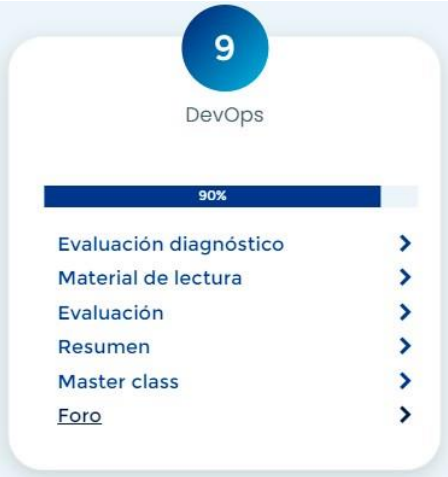 9
DevOps
90%
Evaluación diagnóstico
Material de lectura
Evaluación
Resumen
Master class
Foro